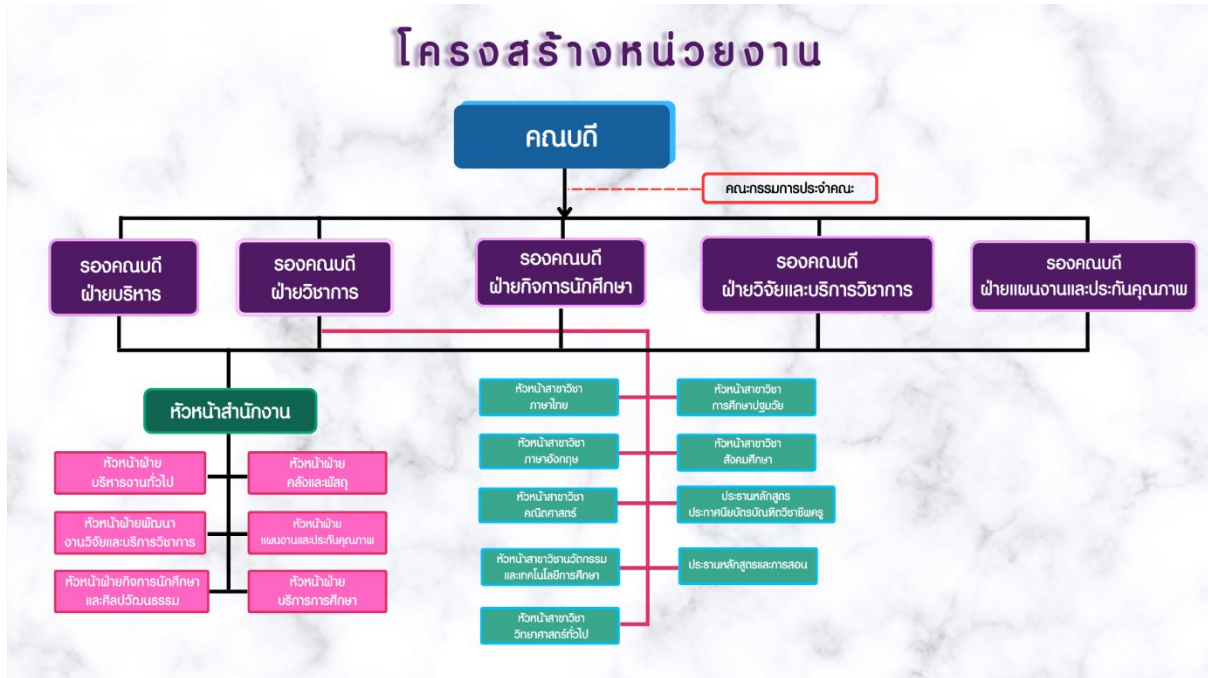 โครงสร้างหน่วยงาน
คณบดี
คณะกรรมการประจำคณะ
รองคณบดี
ฝ่ายบริหาร
รองคณบดี
ฝ่ายวิชาการ
รองคณบดี
ฝ่ายกิจการนักศึกษา
รองคณบดี
ฝ่ายวิจัยและบริการวิชาการ
รองคณบดี
ฝ่ายแผนงานและประกันคุณภาพ
หัวหน้าสำนักงาน
หัวหน้าฝ่าย
บริหารงานทั่วไป
หัวหน้าฝ่าย
คลังและพัสดุ
หัวหน้าฝ่ายพัฒนา
งานวิจัยและบริการวิชาการ
หัวหน้าฝ่าย
แผนงานและประกันคุณภาพ
หัวหน้าฝ่ายกิจการนักศึกษา
และศิลปวัฒนธรรม
หัวหน้าฝ่าย
บริการการศึกษา
หัวหน้าสาขาวิชา
ภาษาไทย
หัวหน้าสาขาวิชา
การศึกษาปฐมวัย
หัวหน้าสาขาวิชา
ภาษาอังกฤษ
หัวหน้าสาขาวิชา
สังคมศึกษา
หัวหน้าสาขาวิชา
คณิตศาสตร์
ประธานหลักสูตร
ประกาศนียบัตรบัณฑิตวิชาชีพครู
หัวหน้าสาขาวิชานวัตกรรม
และเทคโนโลยีการศึกษา
ประธานหลักสูตรและการสอน
หัวหน้าสาขาวิชา
วิทยาศาสตร์ทั่วไป